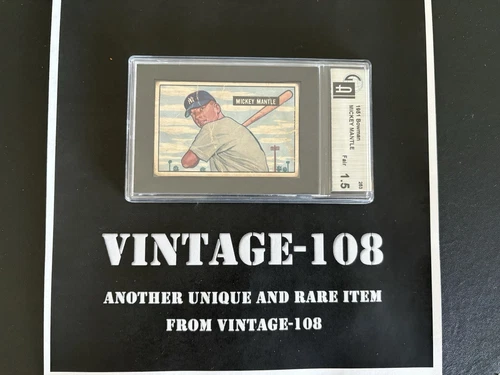 MICKEY MANTLE
1951 Bowman
MICKEY MANTLE
Fair
1.5
VINTAGE-108
ANOTHER UNIQUE AND RARE ITEM
FROM VINTAGE-108